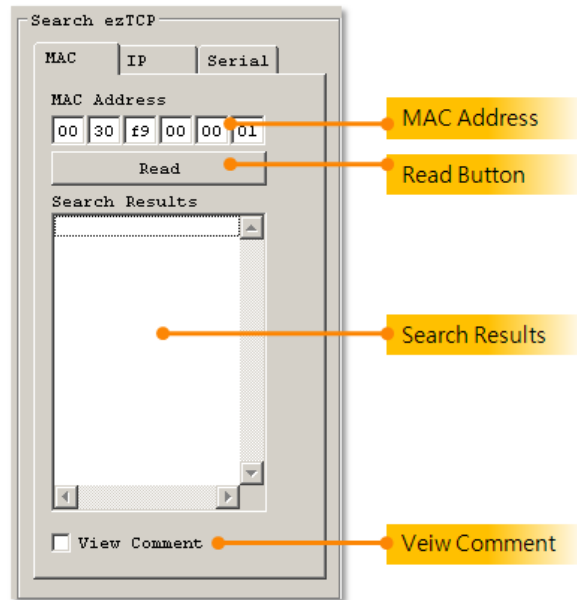 Search ezTCP
MAC IP Serial
MAC Address
00 30 f9 00 00 01
MAC Address
Read
Read Button
Search Results
Search Results
View Comment
Veiw Comment